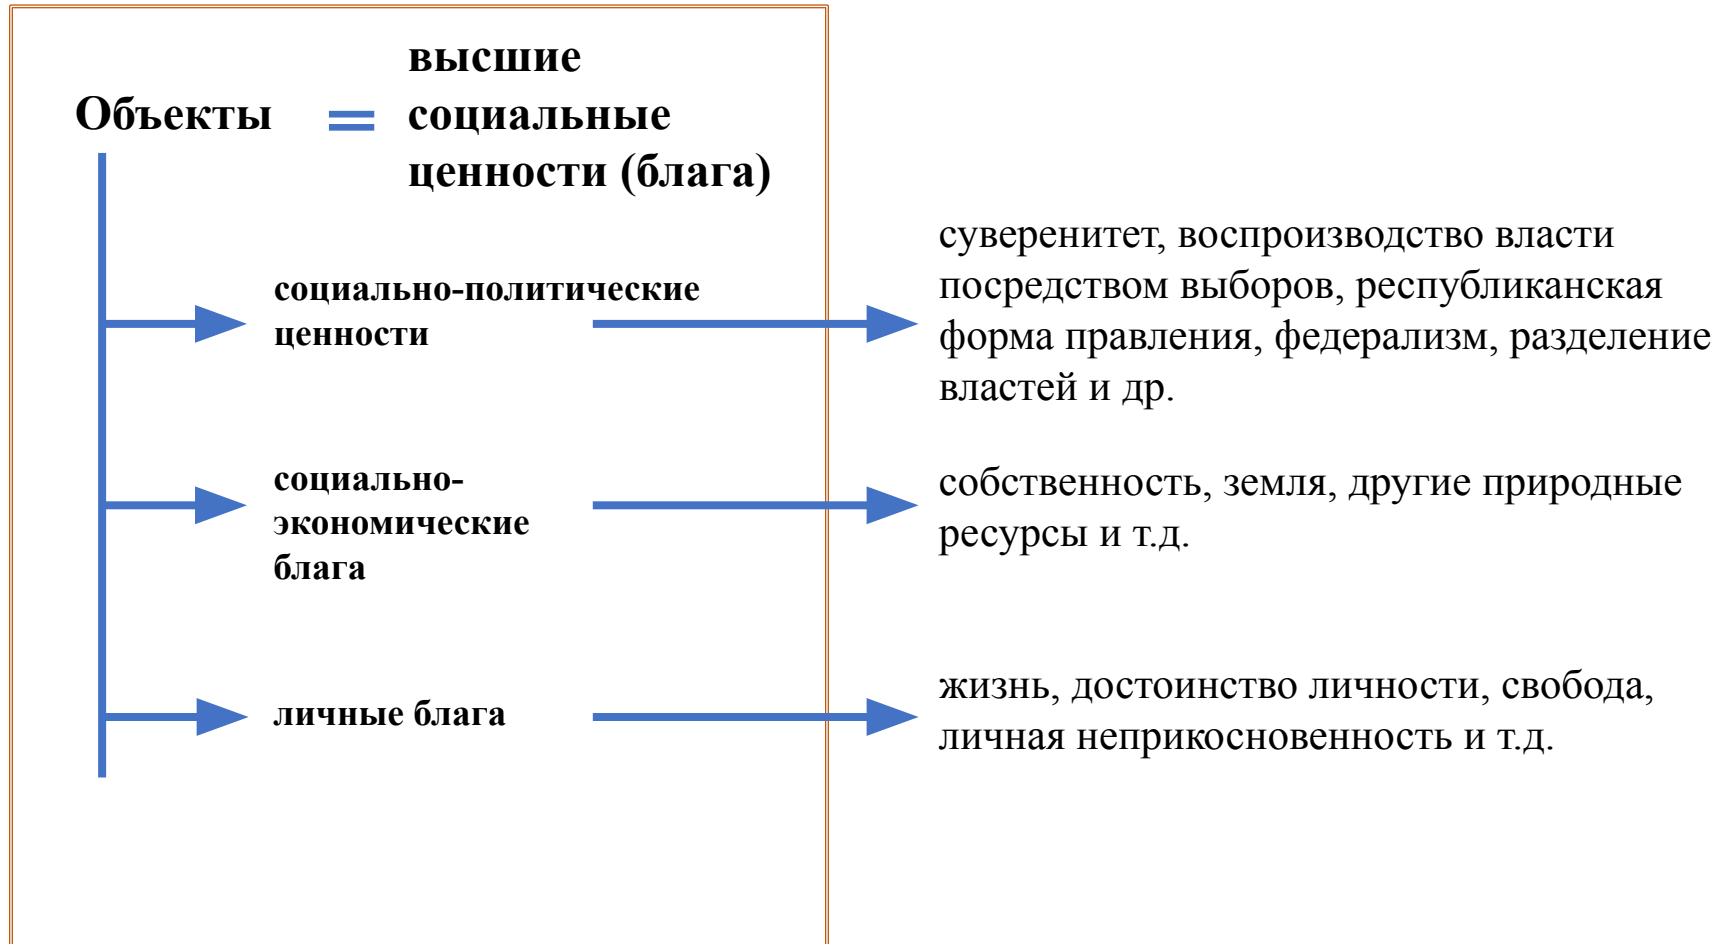 высшие
Объекты = социальные
ценности (блага)
социально-политические
ценности
суверенитет, воспроизводство власти
посредством выборов, республиканская
форма правления, федерализм, разделение
властей и др.
социально-
экономические
блага
собственность, земля, другие природные
ресурсы и т.д.
личные блага
жизнь, достоинство личности, свобода,
личная неприкосновенность и т.д.